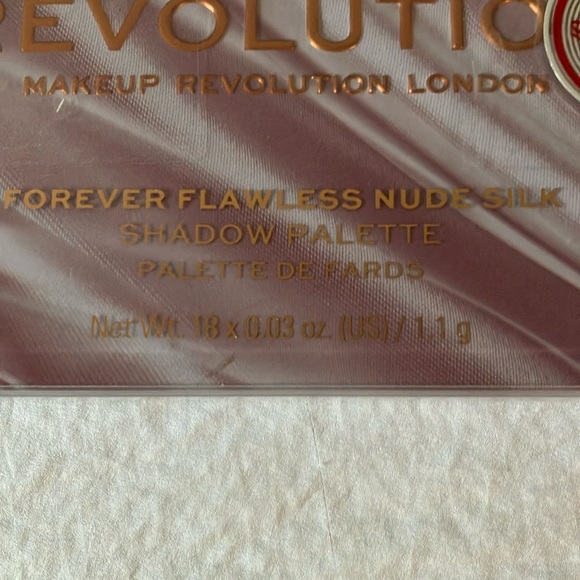 REVOLUTIO
MAKEUP REVOLUTION LONDON
FOREVER FLAWLESS NUDE SILK
SHADOW PALETTE
PALETTE DE FARDS
Net Wt. 18 x 0.03 oz. (US) / 1.1 g